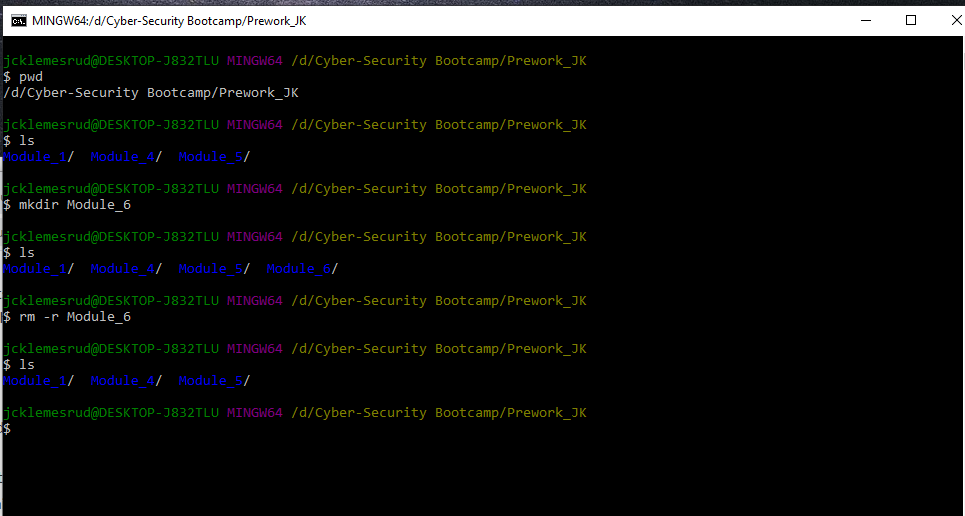 MINGW64:/d/Cyber-Security Bootcamp/Prework_JK
jcklemesrud@DESKTOP-J832TLU MINGW64 /d/Cyber-Security Bootcamp/Prework_JK
$ pwd
/d/Cyber-Security Bootcamp/Prework_JK
jcklemesrud@DESKTOP-J832TLU MINGW64 /d/Cyber-Security Bootcamp/Prework_JK
$ ls
Module_1/  Module_4/  Module_5/
jcklemesrud@DESKTOP-J832TLU MINGW64 /d/Cyber-Security Bootcamp/Prework_JK
$ mkdir Module_6
jcklemesrud@DESKTOP-J832TLU MINGW64 /d/Cyber-Security Bootcamp/Prework_JK
$ ls
Module_1/  Module_4/  Module_5/  Module_6/
jcklemesrud@DESKTOP-J832TLU MINGW64 /d/Cyber-Security Bootcamp/Prework_JK
$ rm -r Module_6
jcklemesrud@DESKTOP-J832TLU MINGW64 /d/Cyber-Security Bootcamp/Prework_JK
$ ls
Module_1/  Module_4/  Module_5/
jcklemesrud@DESKTOP-J832TLU MINGW64 /d/Cyber-Security Bootcamp/Prework_JK
$